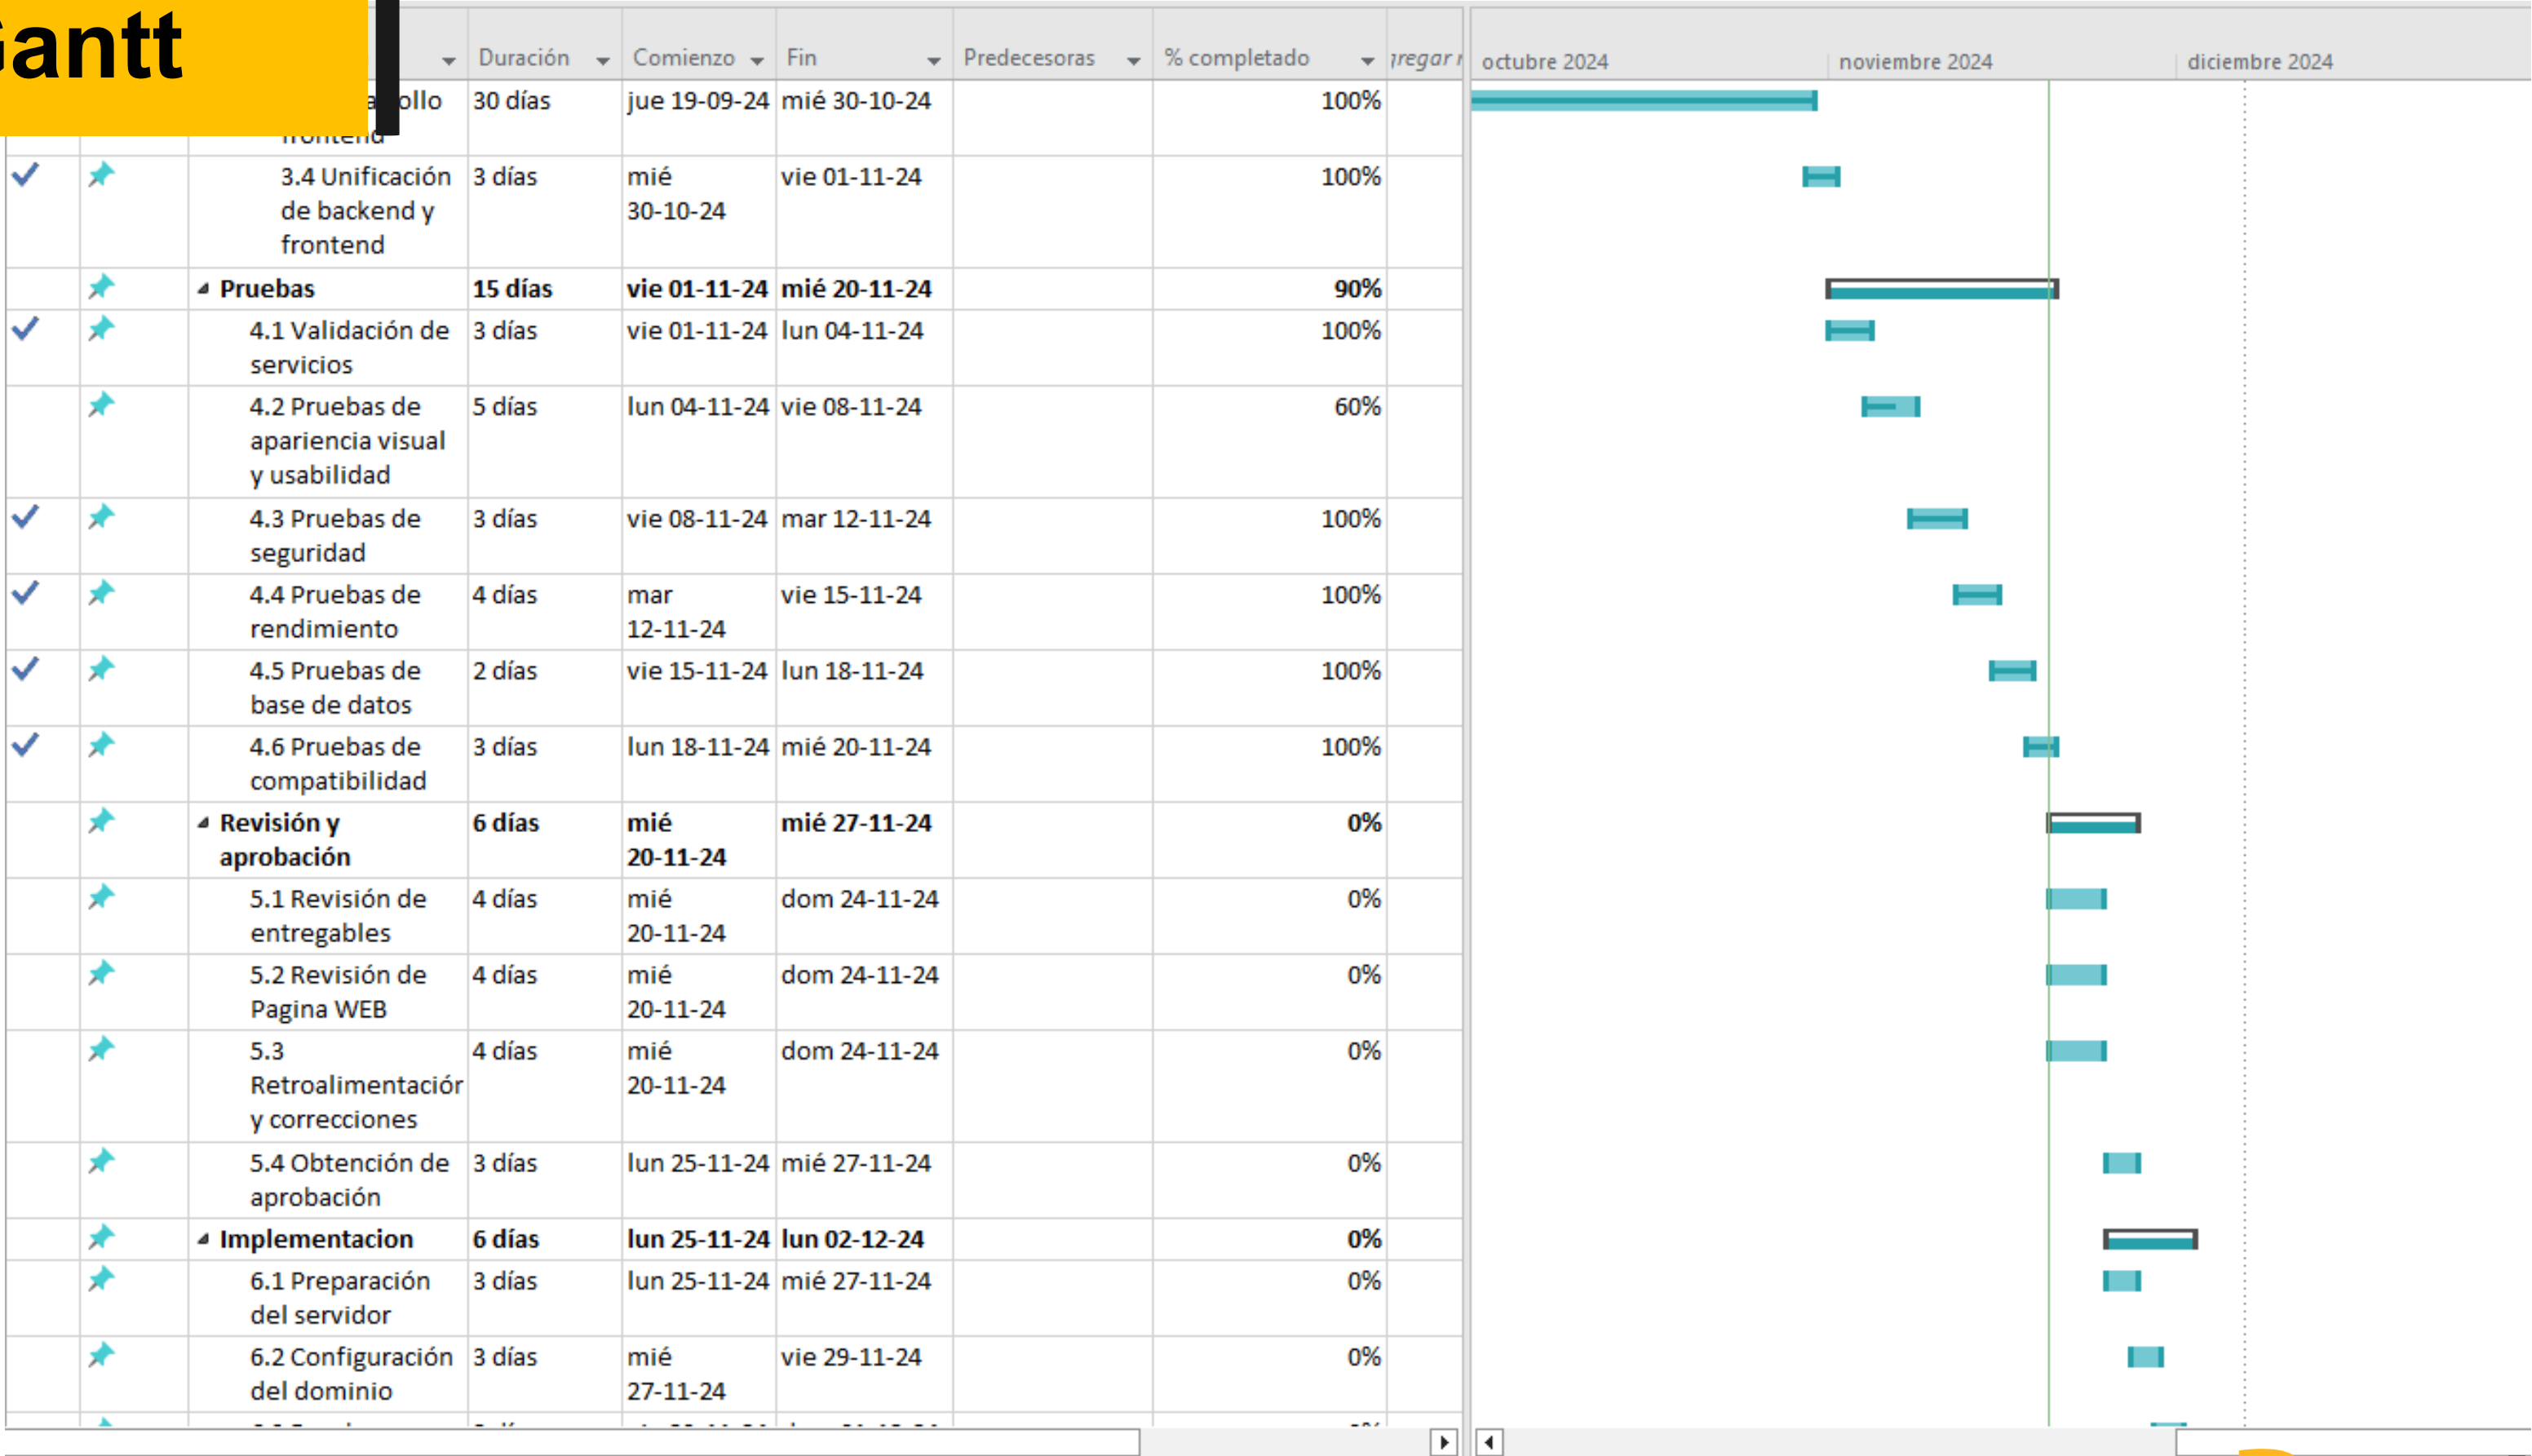 Gantt
Duración Comienzo Fin Predecesoras % completado octubre 2024 noviembre 2024 diciembre 2024
30 días jue 19-09-24 mié 30-10-24 100%
frontend
3.4 Unificación 3 días mié vie 01-11-24 100%
de backend y 30-10-24
frontend
Pruebas 15 días vie 01-11-24 mié 20-11-24 90%
4.1 Validación de 3 días vie 01-11-24 lun 04-11-24 100%
servicios
4.2 Pruebas de 5 días lun 04-11-24 vie 08-11-24 60%
apariencia visual
y usabilidad
4.3 Pruebas de 3 días vie 08-11-24 mar 12-11-24 100%
seguridad
4.4 Pruebas de 4 días mar vie 15-11-24 100%
rendimiento 12-11-24
4.5 Pruebas de 2 días vie 15-11-24 lun 18-11-24 100%
base de datos
4.6 Pruebas de 3 días lun 18-11-24 mié 20-11-24 100%
compatibilidad
Revisión y 6 días mié mié 27-11-24 0%
aprobación 20-11-24
5.1 Revisión de 4 días mié dom 24-11-24 0%
entregables 20-11-24
5.2 Revisión de 4 días mié dom 24-11-24 0%
Pagina WEB 20-11-24
5.3 4 días mié dom 24-11-24 0%
Retroalimentación 20-11-24
y correcciones
5.4 Obtención de 3 días lun 25-11-24 mié 27-11-24 0%
aprobación
Implementacion 6 días lun 25-11-24 lun 02-12-24 0%
6.1 Preparación 3 días lun 25-11-24 mié 27-11-24 0%
del servidor
6.2 Configuración 3 días mié vie 29-11-24 0%
del dominio 27-11-24